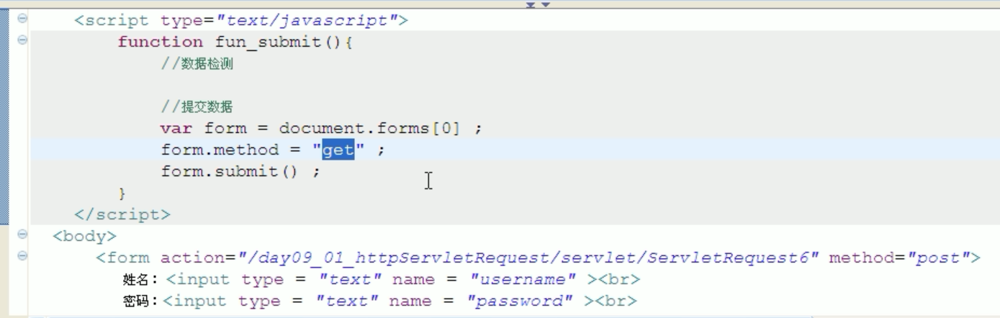 <script type="text/javascript">
function fun_submit(){
//数据检测
//提交数据
var form = document.forms[0] ;
form.method = "get" ;
form.submit() ;
}
</script>
<body>
<form action="/day09_01_httpServletRequest/servlet/ServletRequest6" method="post">
姓名：<input type = "text" name = "username" ><br>
密码：<input type = "text" name = "password" ><br>